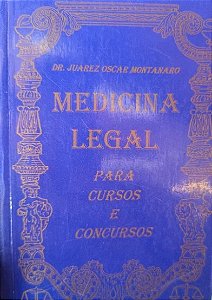 DR. JUAREZ OSCAR MONTANARO
MEDICINA
LEGAL
PARA
CURSOS
E
CONCURSOS